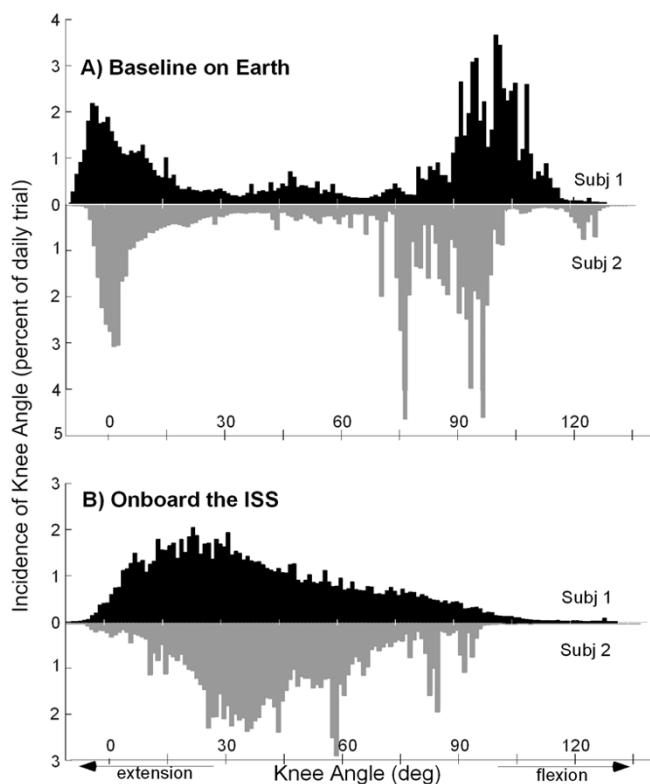 Incidence of Knee Angle (percent of daily trial)
4
A) Baseline on Earth
3
2
1
Subj 1
0
1
Subj 2
2
3
4
0 30 60 90 120
5
3
B) Onboard the ISS
2
1
Subj 1
0
Subj 2
1
2
0 30 60 90 120
3
extension Knee Angle (deg) flexion